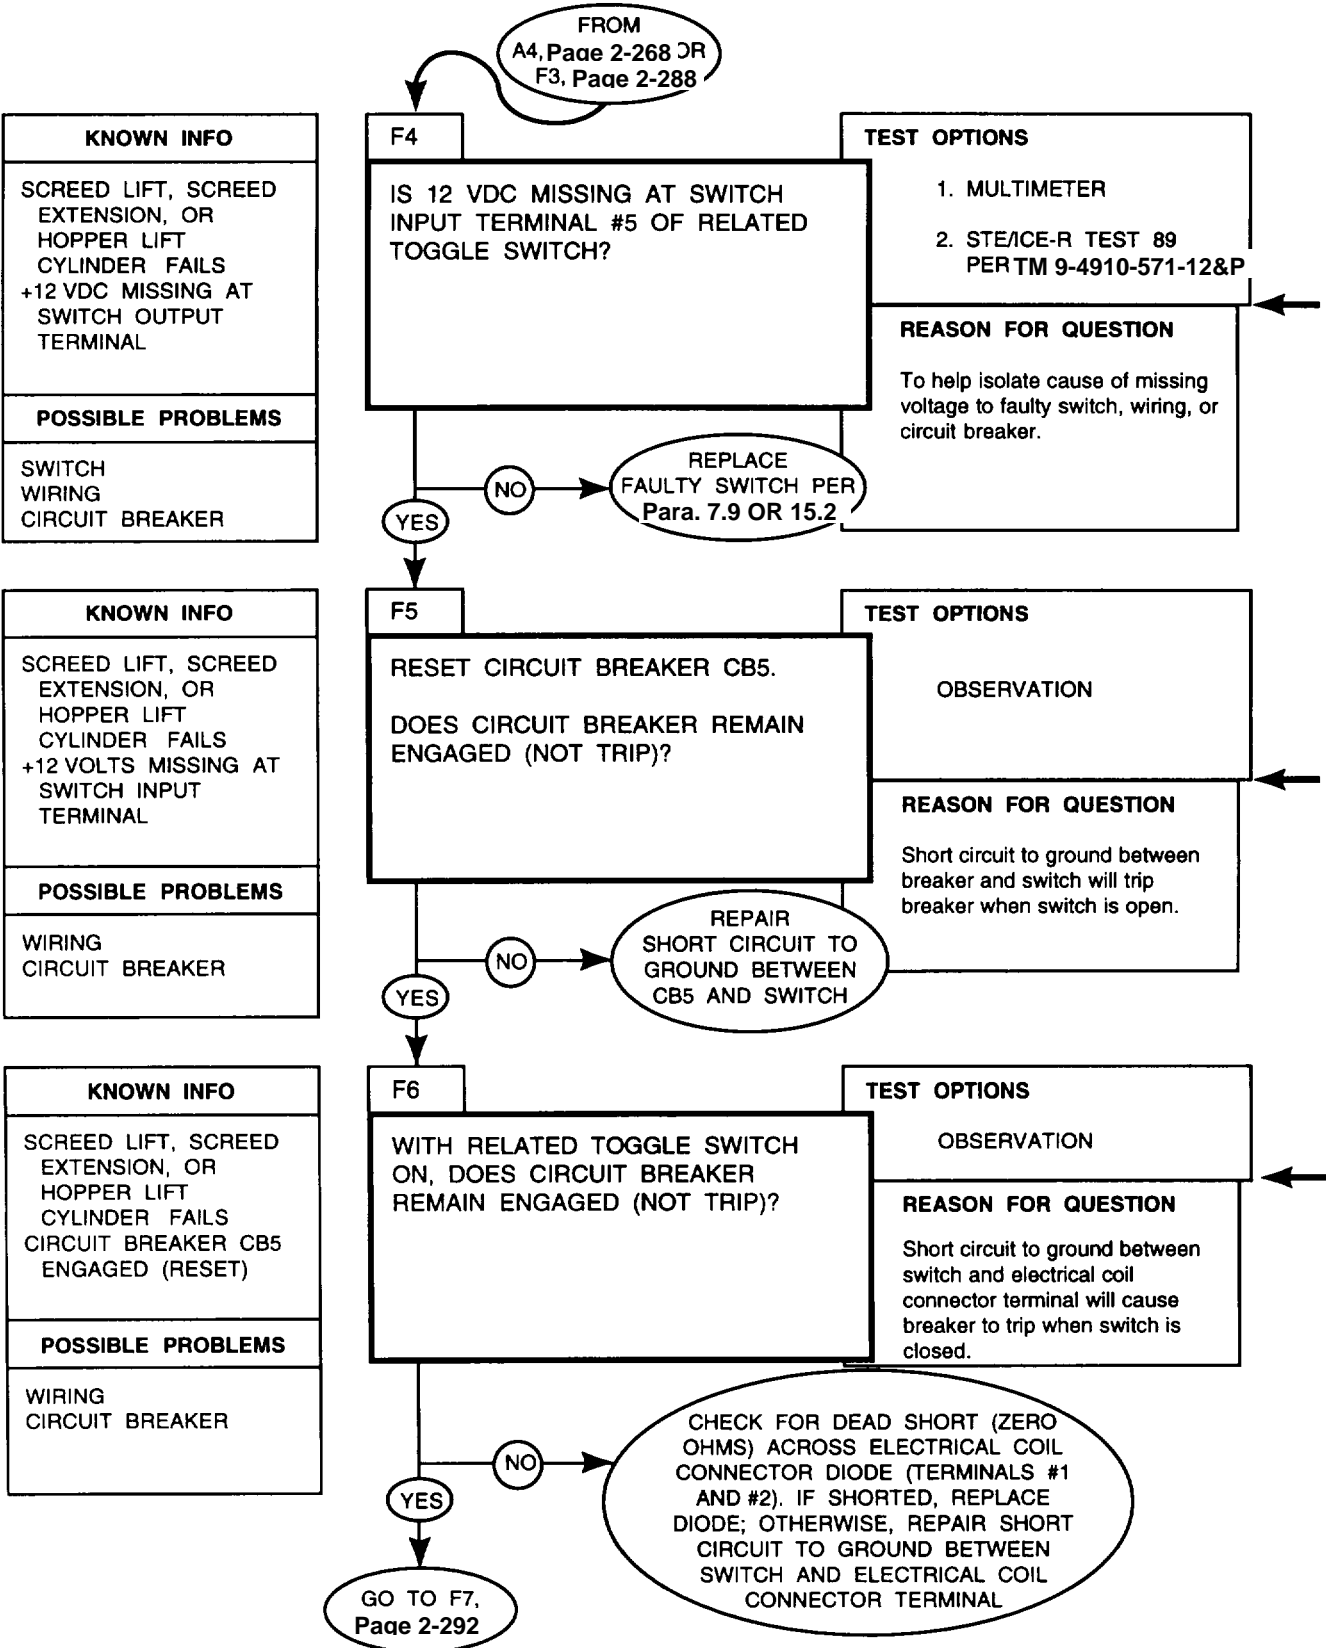 FROM
A4, Page 2-268 OR
F3, Page 2-288
KNOWN INFO
SCREED LIFT, SCREED
EXTENSION, OR
HOPPER LIFT
CYLINDER FAILS
+12 VDC MISSING AT
SWITCH OUTPUT
TERMINAL
POSSIBLE PROBLEMS
SWITCH
WIRING
CIRCUIT BREAKER
F4
IS 12 VDC MISSING AT SWITCH
INPUT TERMINAL #5 OF RELATED
TOGGLE SWITCH?
TEST OPTIONS
1. MULTIMETER
2. STE/ICE-R TEST 89
PER TM 9-4910-571-12&P
REASON FOR QUESTION
To help isolate cause of missing
voltage to faulty switch, wiring, or
circuit breaker.
NO
REPLACE
FAULTY SWITCH PER
Para. 7.9 OR 15.2
YES
KNOWN INFO
SCREED LIFT, SCREED
EXTENSION, OR
HOPPER LIFT
CYLINDER FAILS
+12 VOLTS MISSING AT
SWITCH INPUT
TERMINAL
POSSIBLE PROBLEMS
WIRING
CIRCUIT BREAKER
F5
RESET CIRCUIT BREAKER CB5.
DOES CIRCUIT BREAKER REMAIN
ENGAGED (NOT TRIP)?
TEST OPTIONS
OBSERVATION
REASON FOR QUESTION
Short circuit to ground between
breaker and switch will trip
breaker when switch is open.
NO
REPAIR
SHORT CIRCUIT TO
GROUND BETWEEN
CB5 AND SWITCH
YES
KNOWN INFO
SCREED LIFT, SCREED
EXTENSION, OR
HOPPER LIFT
CYLINDER FAILS
CIRCUIT BREAKER CB5
ENGAGED (RESET)
POSSIBLE PROBLEMS
WIRING
CIRCUIT BREAKER
F6
WITH RELATED TOGGLE SWITCH
ON, DOES CIRCUIT BREAKER
REMAIN ENGAGED (NOT TRIP)?
TEST OPTIONS
OBSERVATION
REASON FOR QUESTION
Short circuit to ground between
switch and electrical coil
connector terminal will cause
breaker to trip when switch is
closed.
NO
CHECK FOR DEAD SHORT (ZERO
OHMS) ACROSS ELECTRICAL COIL
CONNECTOR DIODE (TERMINALS #1
AND #2). IF SHORTED, REPLACE
DIODE; OTHERWISE, REPAIR SHORT
CIRCUIT TO GROUND BETWEEN
SWITCH AND ELECTRICAL COIL
CONNECTOR TERMINAL
YES
GO TO F7,
Page 2-292